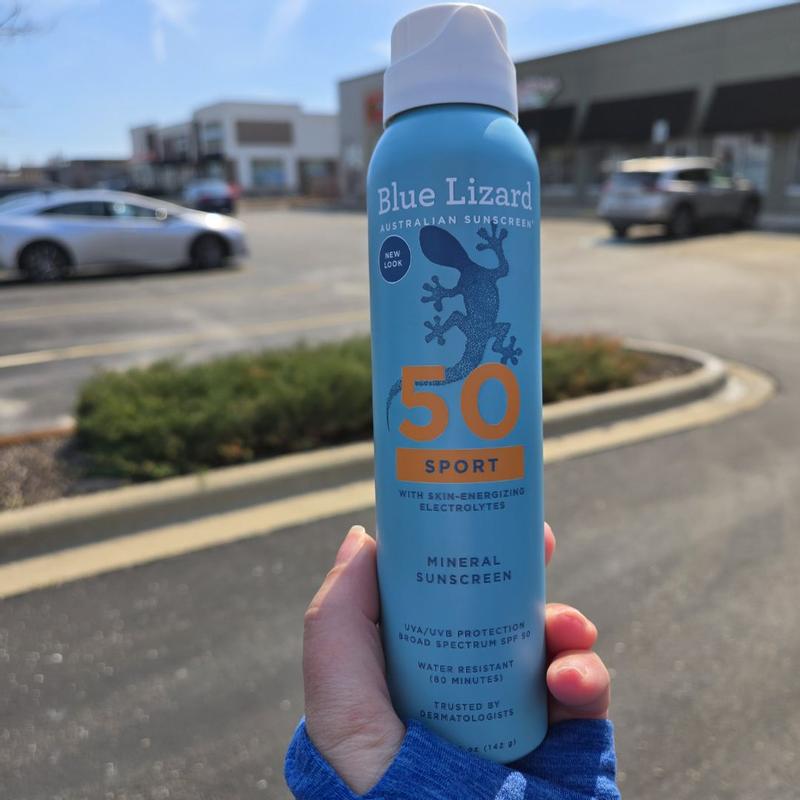 Blue Lizard
AUSTRALIAN SUNSCREEN
NEW
LOOK
50
SPORT
WITH SKIN-ENERGIZING
ELECTROLYTES
MINERAL
SUNSCREEN
UVA/UVB PROTECTION
BROAD SPECTRUM SPF 50
WATER RESISTANT
(80 MINUTES)
TRUSTED BY
DERMATOLOGISTS
OZ (142 g)